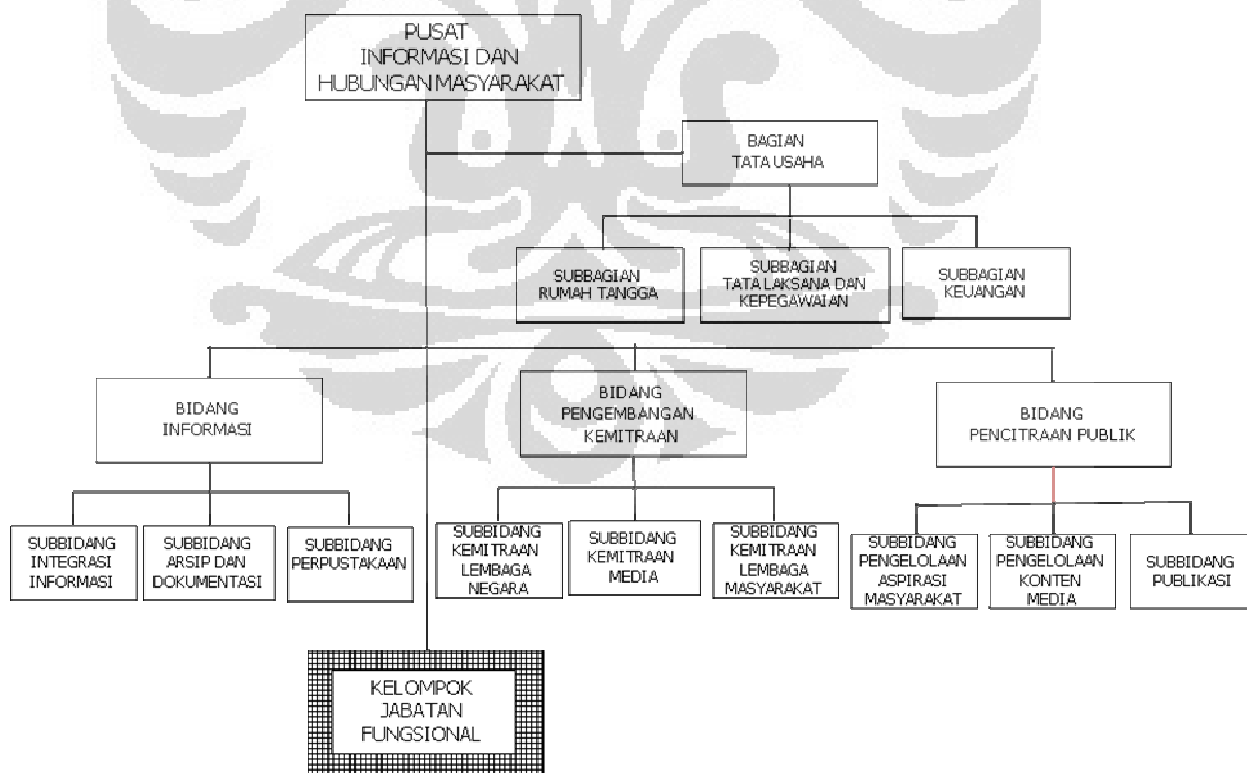 PUSAT
INFORMASI DAN
HUBUNGAN MASYARAKAT
BAGIAN
TATA USAHA
SUBBAGIAN
RUMAH TANGGA
SUBBAGIAN
TATA LAKSANA DAN
KEPEGAWAIAN
SUBBAGIAN
KEUANGAN
BIDANG
INFORMASI
BIDANG
PENGEMBANGAN
KEMITRAAN
BIDANG
PENCITRAAN PUBLIK
SUBBIDANG
INTEGRASI
INFORMASI
SUBBIDANG
ARSIP DAN
DOKUMENTASI
SUBBIDANG
PERPUSTAKAAN
SUBBIDANG
KEMITRAAN
LEMBAGA
NEGARA
SUBBIDANG
KEMITRAAN
MEDIA
SUBBIDANG
KEMITRAAN
LEMBAGA
MASYARAKAT
SUBBIDANG
PENGELOLAAN
ASPIRASI
MASYARAKAT
SUBBIDANG
PENGELOLAAN
KONTEN
MEDIA
SUBBIDANG
PUBLIKASI
KELOMPOK
JABATAN
FUNGSIONAL